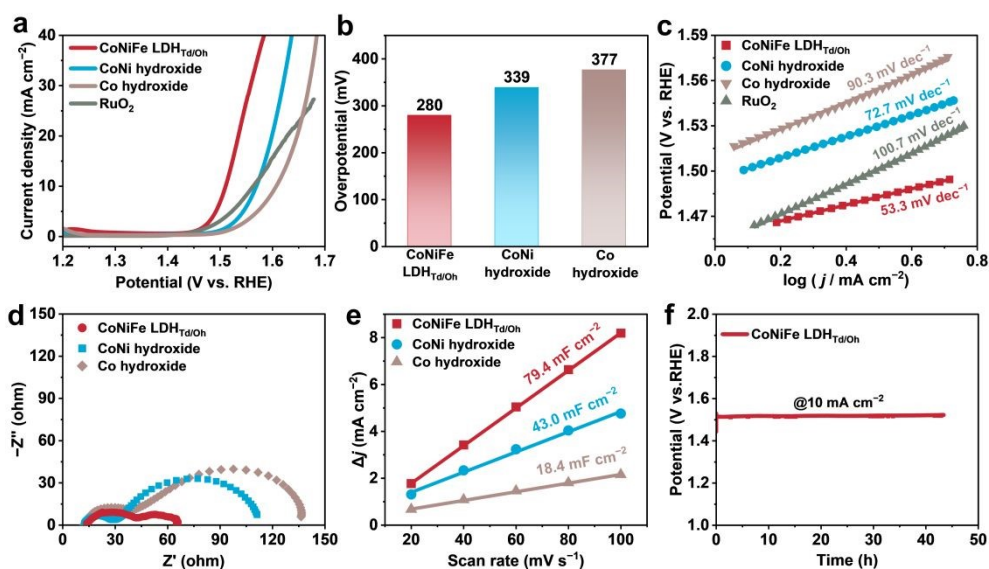 a
Current density (mA cm⁻²)
40
30
20
10
0
CoNiFe LDH_Td/Oh
CoNi hydroxide
Co hydroxide
RuO₂
1.2 1.3 1.4 1.5 1.6 1.7
Potential (V vs. RHE)
b
Overpotential (mV)
400
300
200
100
0
280
339
377
CoNiFe
LDH_Td/Oh
CoNi
hydroxide
Co
hydroxide
c
Potential (V vs. RHE)
1.59
1.56
1.53
1.50
1.47
CoNiFe LDH_Td/Oh
CoNi hydroxide
Co hydroxide
RuO₂
90.3 mV dec⁻¹
72.7 mV dec⁻¹
100.7 mV dec⁻¹
53.3 mV dec⁻¹
0.0 0.2 0.4 0.6 0.8
log ( j / mA cm⁻²)
d
−Z'' (ohm)
150
120
90
60
30
0
CoNiFe LDH_Td/Oh
CoNi hydroxide
Co hydroxide
0 30 60 90 120 150
Z' (ohm)
e
Δj (mA cm⁻²)
8
6
4
2
0
CoNiFe LDH_Td/Oh
CoNi hydroxide
Co hydroxide
79.4 mF cm⁻²
43.0 mF cm⁻²
18.4 mF cm⁻²
20 40 60 80 100
Scan rate (mV s⁻¹)
f
Potential (V vs.RHE)
2.0
1.8
1.6
1.4
1.2
1.0
CoNiFe LDH_Td/Oh
@10 mA cm⁻²
0 10 20 30 40 50
Time (h)